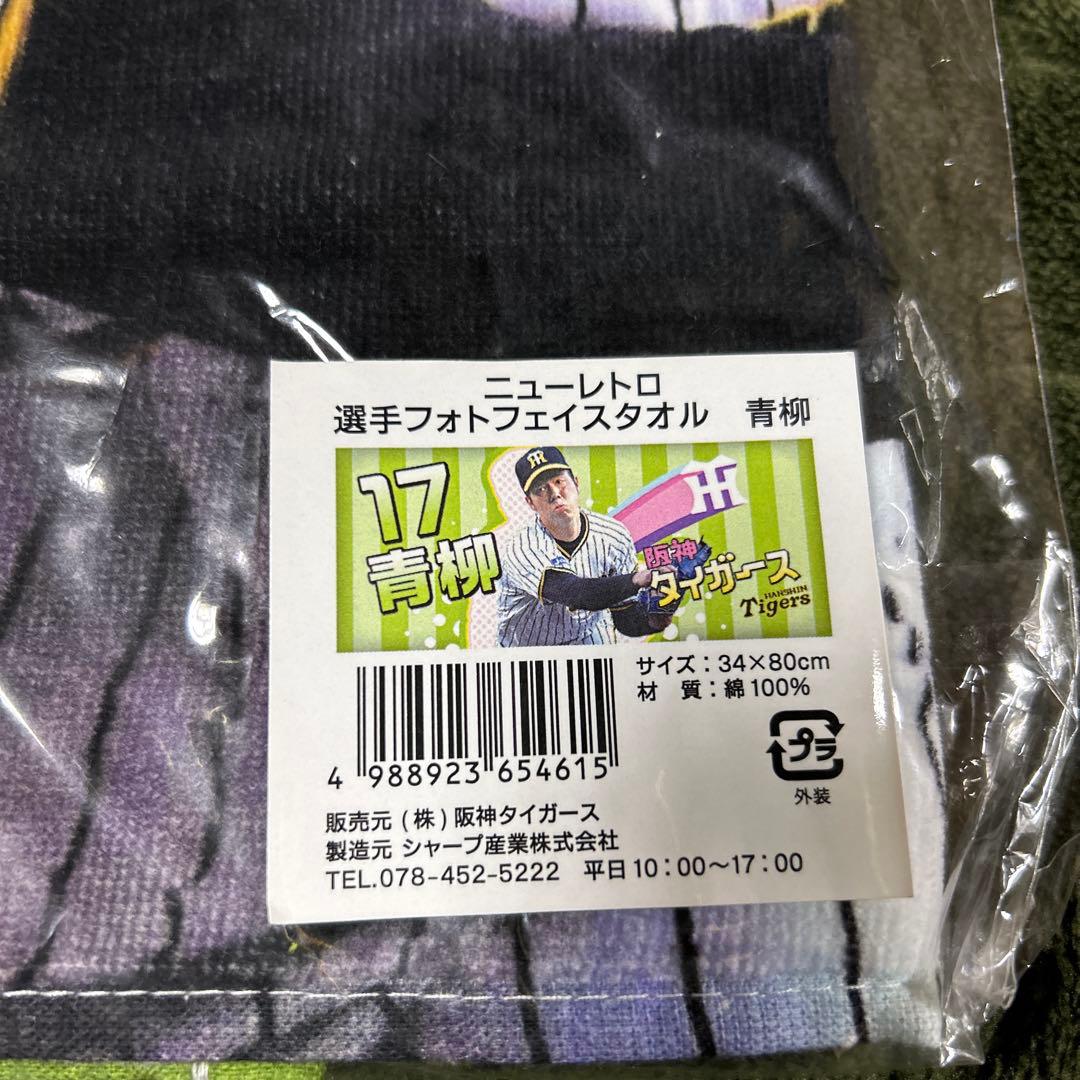 ニューレトロ
選手フォトフェイスタオル　青柳
17
青柳
阪神
タイガース
HANSHIN
Tigers
サイズ：34×80cm
材　質：綿100%
プラ
外装
4 988923 654615
販売元 (株) 阪神タイガース
製造元 シャープ産業株式会社
TEL.078-452-5222　平日10：00〜17：00